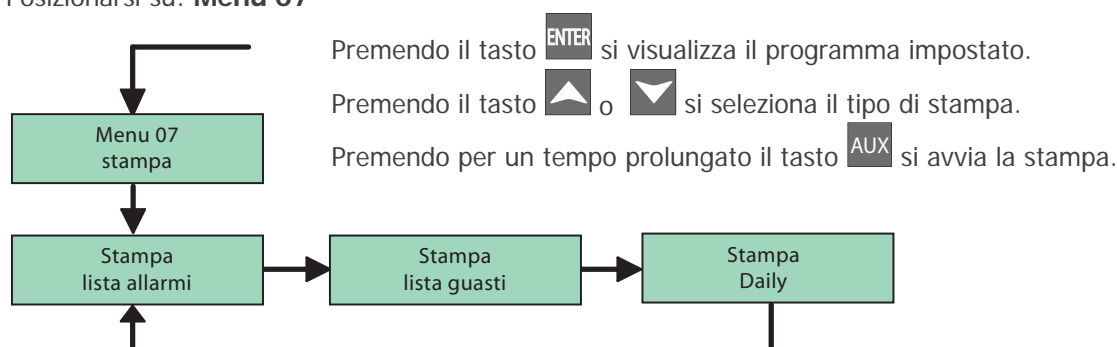 Posizionarsi su: Menu 07
Premendo il tasto ENTER si visualizza il programma impostato.
Premendo il tasto o si seleziona il tipo di stampa.
Premendo per un tempo prolungato il tasto AUX si avvia la stampa.
Menu 07
stampa
Stampa
lista allarmi
Stampa
lista guasti
Stampa
Daily